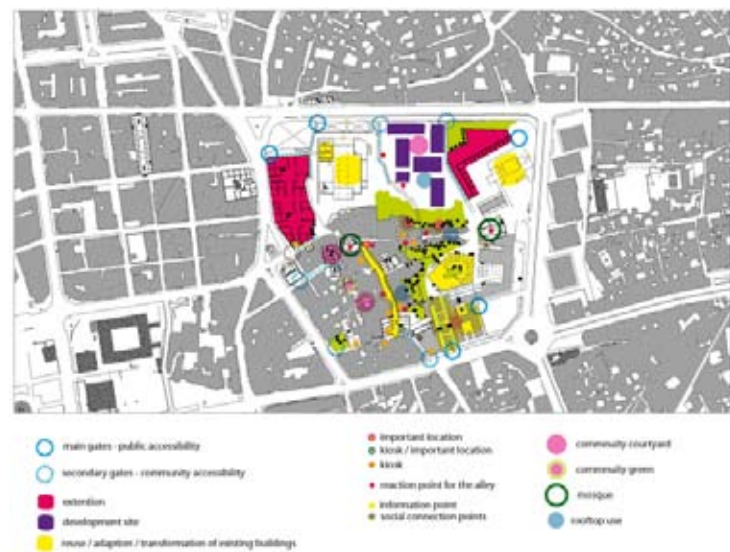 main gates - public accessibility
secondary gates - community accessibility
extention
development site
reuse / adaption / transformation of existing buildings
important location
kiosk / important location
kiosk
reaction point for the alley
information point
social connection points
community courtyard
community green
mosque
rooftop use